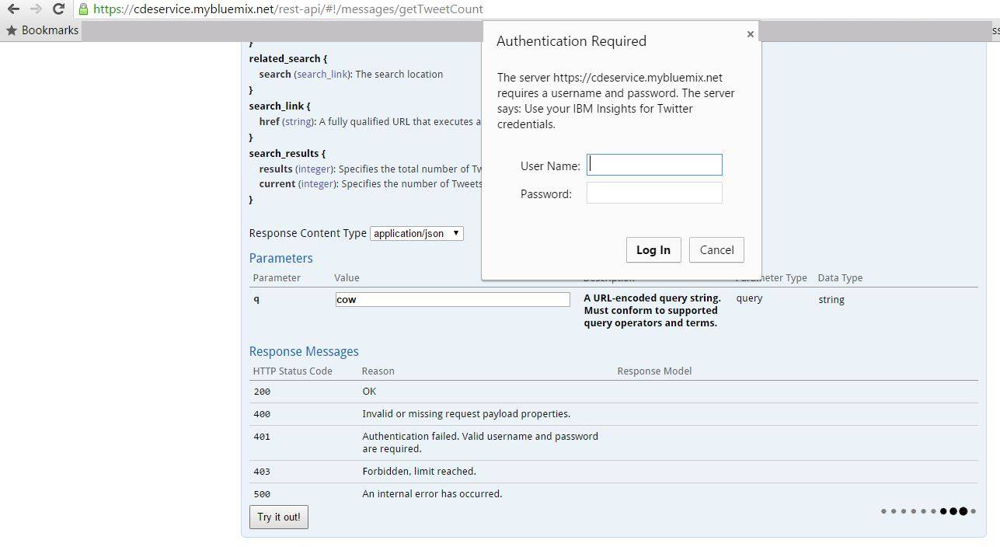 https://cdeservice.mybluemix.net/rest-api/#!/messages/getTweetCount
Bookmarks
Authentication Required
The server https://cdeservice.mybluemix.net
requires a username and password. The server
says: Use your IBM Insights for Twitter
credentials.
User Name:
Password:
Log In Cancel
}
related_search {
search (search_link): The search location
}
search_link {
href (string): A fully qualified URL that executes a
}
search_results {
results (integer): Specifies the total number of Tw
current (integer): Specifies the number of Tweets
}
Response Content Type application/json
Parameters
Parameter Value Description Parameter Type Data Type
q cow A URL-encoded query string. query string
Must conform to supported
query operators and terms.
Response Messages
HTTP Status Code Reason Response Model
200 OK
400 Invalid or missing request payload properties.
401 Authentication failed. Valid username and password
are required.
403 Forbidden, limit reached.
500 An internal error has occurred.
Try it out!